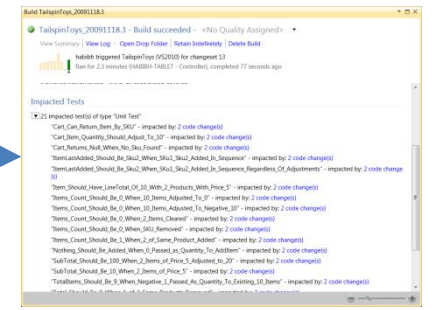 Build TailspinToys_20091118.3
TailspinToys_20091118.3 - Build succeeded - <No Quality Assigned>
View Summary | View Log - Open Drop Folder | Retain Indefinitely | Delete Build
habibh triggered TailspinToys (VS2010) for changeset 13
Ran for 2.3 minutes (HABIBH-TABLET - Controller), completed 77 seconds ago
Impacted Tests
21 impacted test(s) of type "Unit Test"
"Cart_Can_Return_Item_By_SKU" - impacted by: 2 code change(s)
"Cart_Item_Quantity_Should_Adjust_To_10" - impacted by: 2 code change(s)
"Cart_Returns_Null_When_No_Sku_Found" - impacted by: 2 code change(s)
"ItemLastAdded_Should_Be_Sku2_When_SKu1_Sku2_Added_In_Sequence" - impacted by: 2 code change(s)
"ItemLastAdded_Should_Be_Sku2_When_SKu1_Sku2_Added_In_Sequence_Regardless_Of_Adjustments" - impacted by: 2 code change
(s)
"Item_Should_Have_LineTotal_Of_10_With_2_Products_With_Price_5" - impacted by: 2 code change(s)
"Items_Count_Should_Be_0_When_10_Items_Adjusted_To_0" - impacted by: 2 code change(s)
"Items_Count_Should_Be_0_When_10_Items_Adjusted_To_Negative_10" - impacted by: 2 code change(s)
"Items_Count_Should_Be_0_When_2_Items_Cleared" - impacted by: 2 code change(s)
"Items_Count_Should_Be_0_When_SKU_Removed" - impacted by: 2 code change(s)
"Items_Count_Should_Be_1_When_2_of_Same_Product_Added" - impacted by: 2 code change(s)
"Nothing_Should_Be_Added_When_0_Passed_as_Quantity_To_AddItem" - impacted by: 2 code change(s)
"SubTotal_Should_Be_100_When_2_Items_of_Price_5_Adjusted_to_20" - impacted by: 2 code change(s)
"SubTotal_Should_Be_10_When_2_Items_of_Price_5" - impacted by: 2 code change(s)
"TotalItems_Should_Be_9_When_Negative_1_Passed_As_Quantity_To_Existing_10_Items" - impacted by: 2 code change(s)